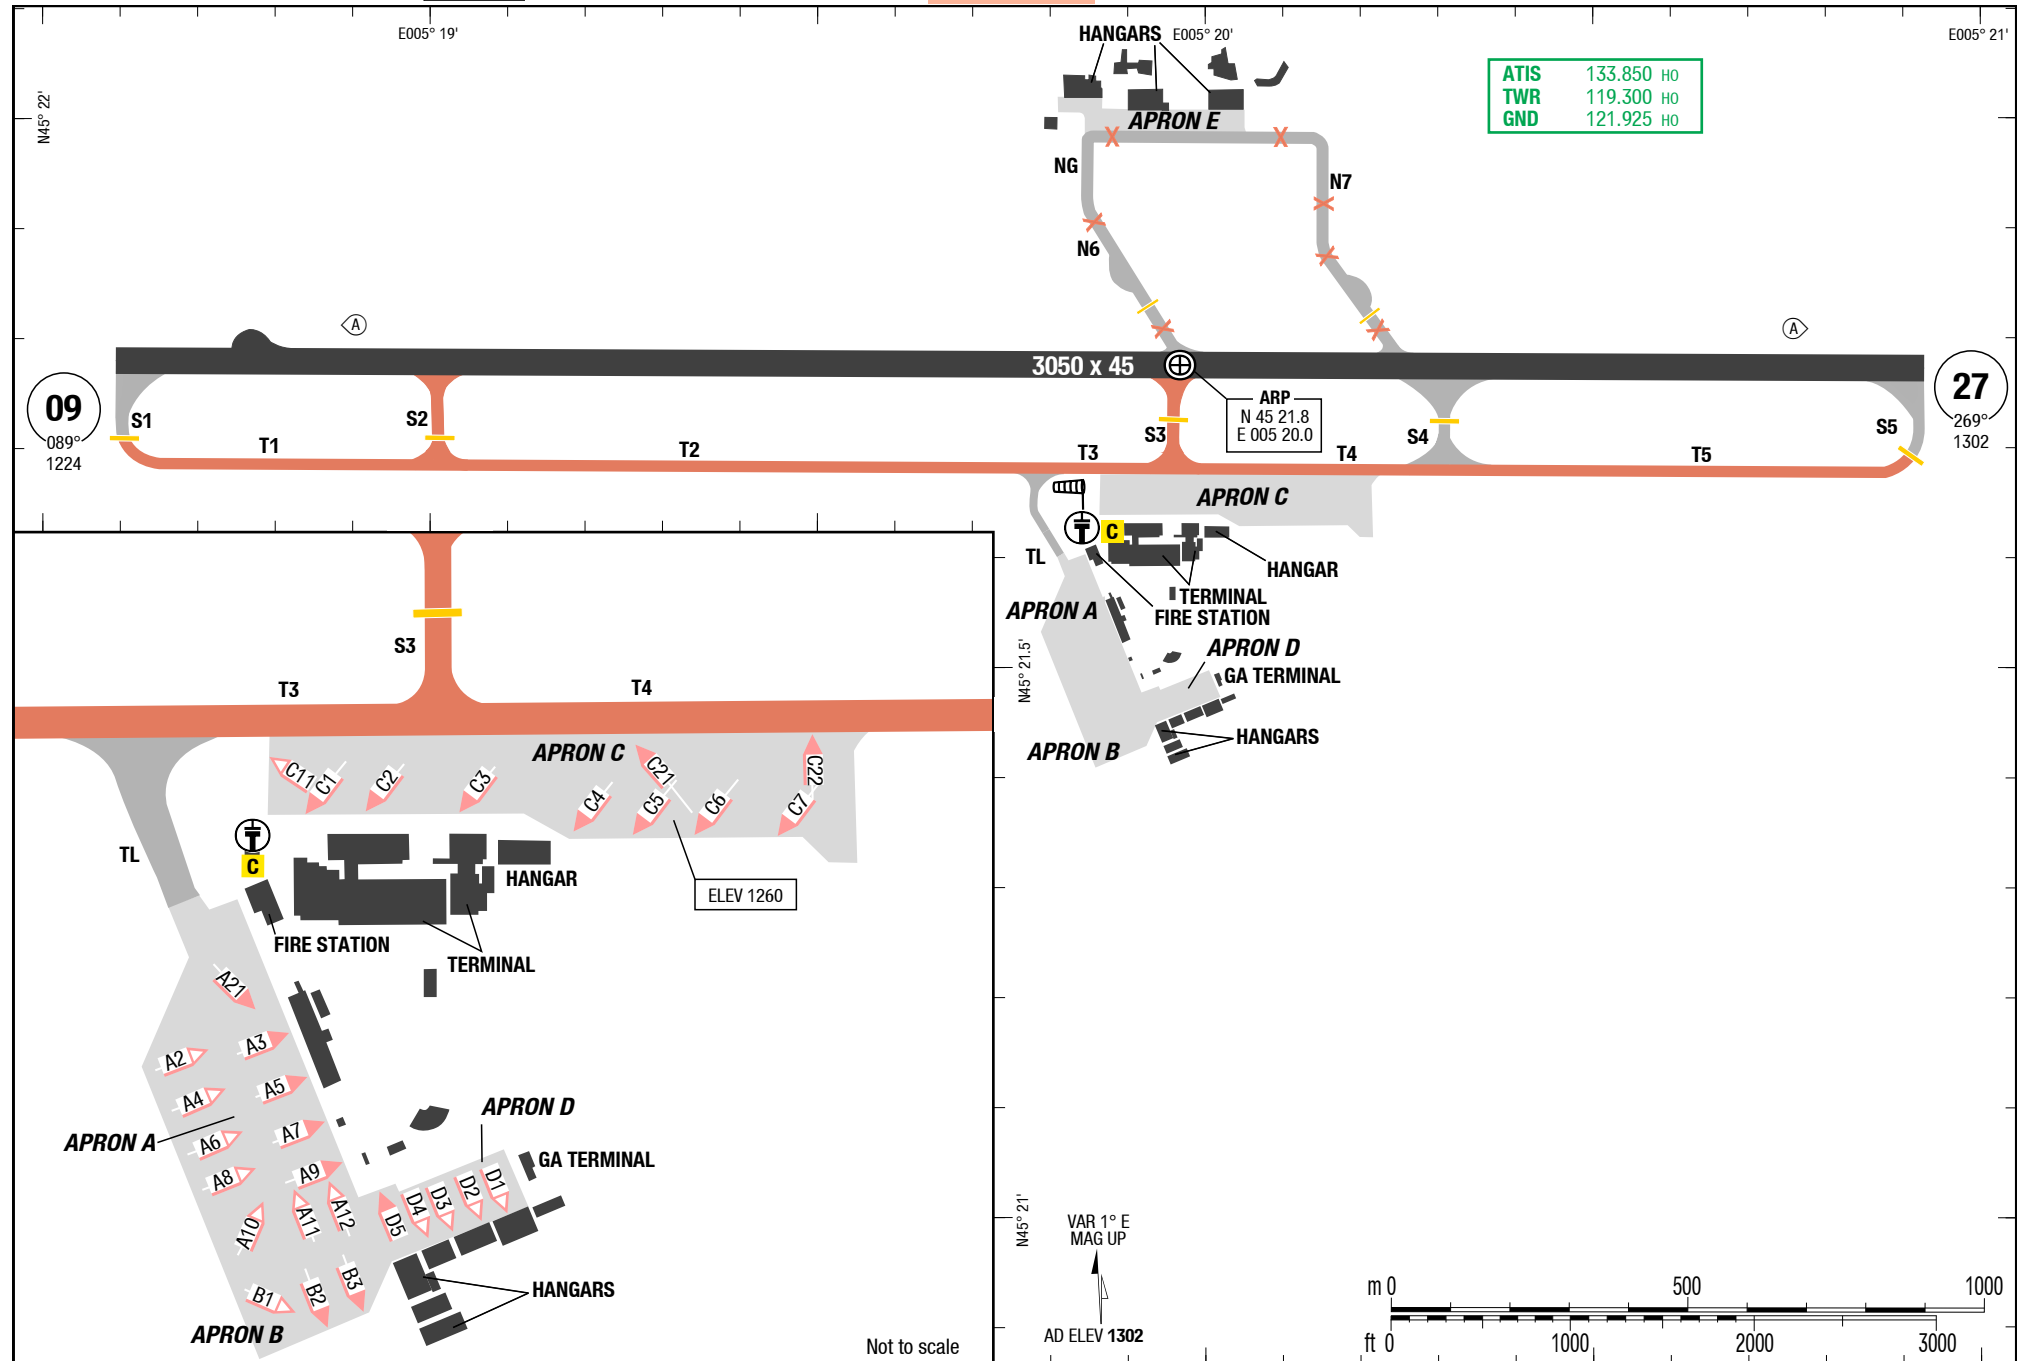 E005° 19'
HANGARS
E005° 20'
E005° 21'
N45° 22'
ATIS 133.850 HO
TWR 119.300 HO
GND 121.925 HO
APRON E
NG
N7
N6
A
A
3050 x 45
09
089°
1224
27
269°
1302
ARP
N 45 21.8
E 005 20.0
S1
S2
S3
S4
S5
T1
T2
T3
T4
T5
APRON C
C
TL
HANGAR
TERMINAL
FIRE STATION
APRON A
APRON D
GA TERMINAL
N45° 21.5'
HANGARS
APRON B
S3
T3
T4
APRON C
C11
C1
C2
C3
C4
C21
C5
C6
C22
C7
TL
C
HANGAR
ELEV 1260
FIRE STATION
TERMINAL
A21
A2
A3
A4
A5
A6
A7
A8
A9
A10
A11
A12
APRON A
APRON D
GA TERMINAL
D5
D4
D3
D2
D1
B1
B2
B3
HANGARS
APRON B
Not to scale
N45° 21'
VAR 1° E
MAG UP
AD ELEV 1302
m 0 500 1000
ft 0 1000 2000 3000